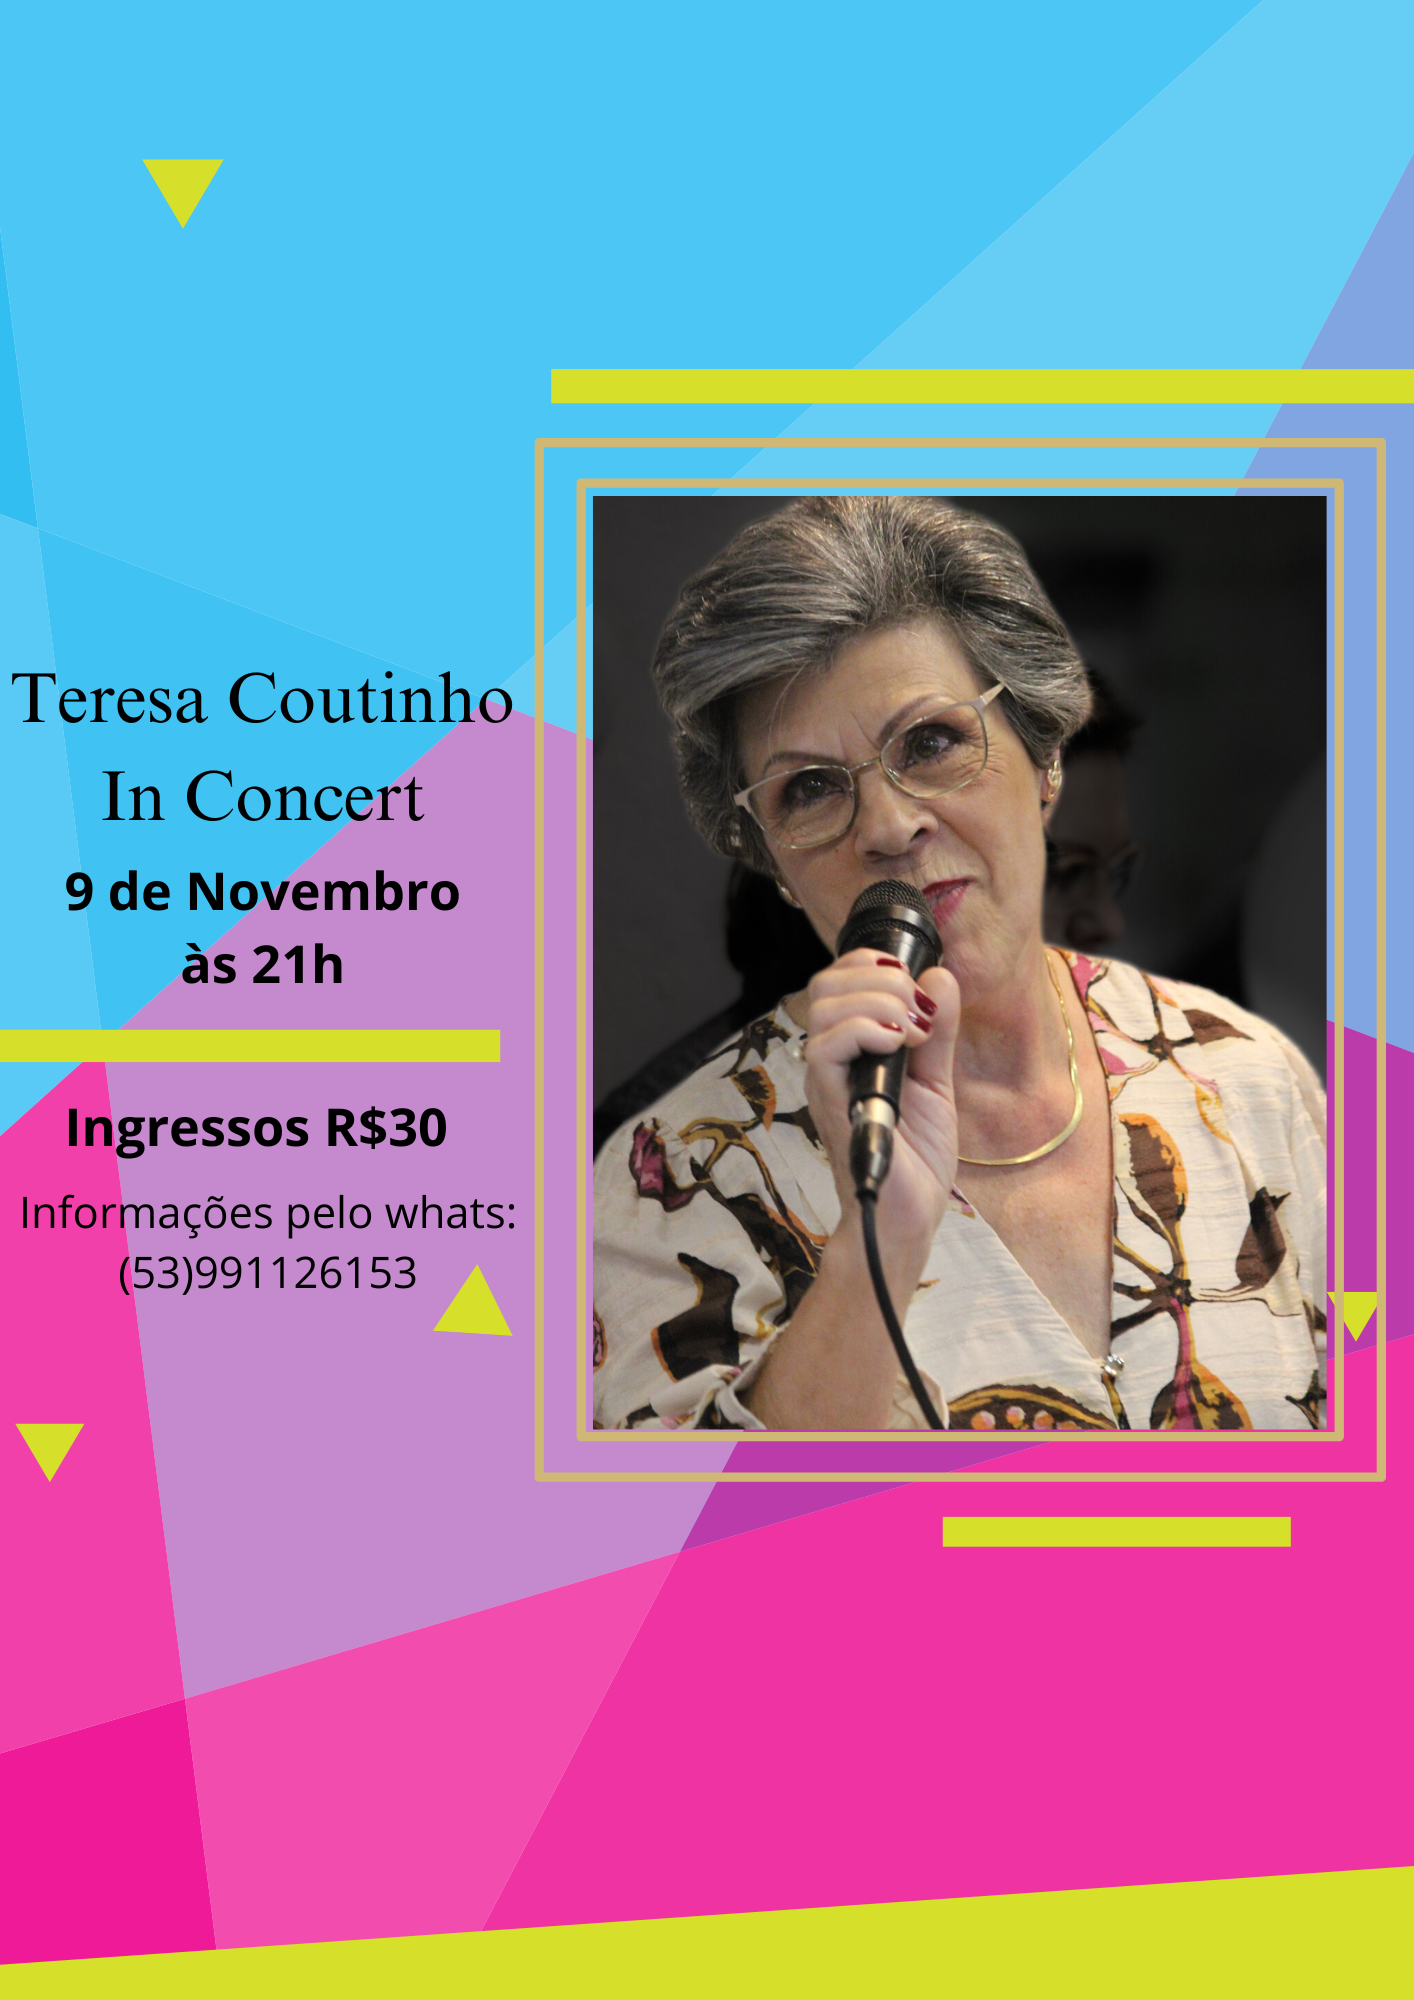 Teresa Coutinho
In Concert
9 de Novembro
às 21h
Ingressos R$30
Informações pelo whats:
(53)991126153